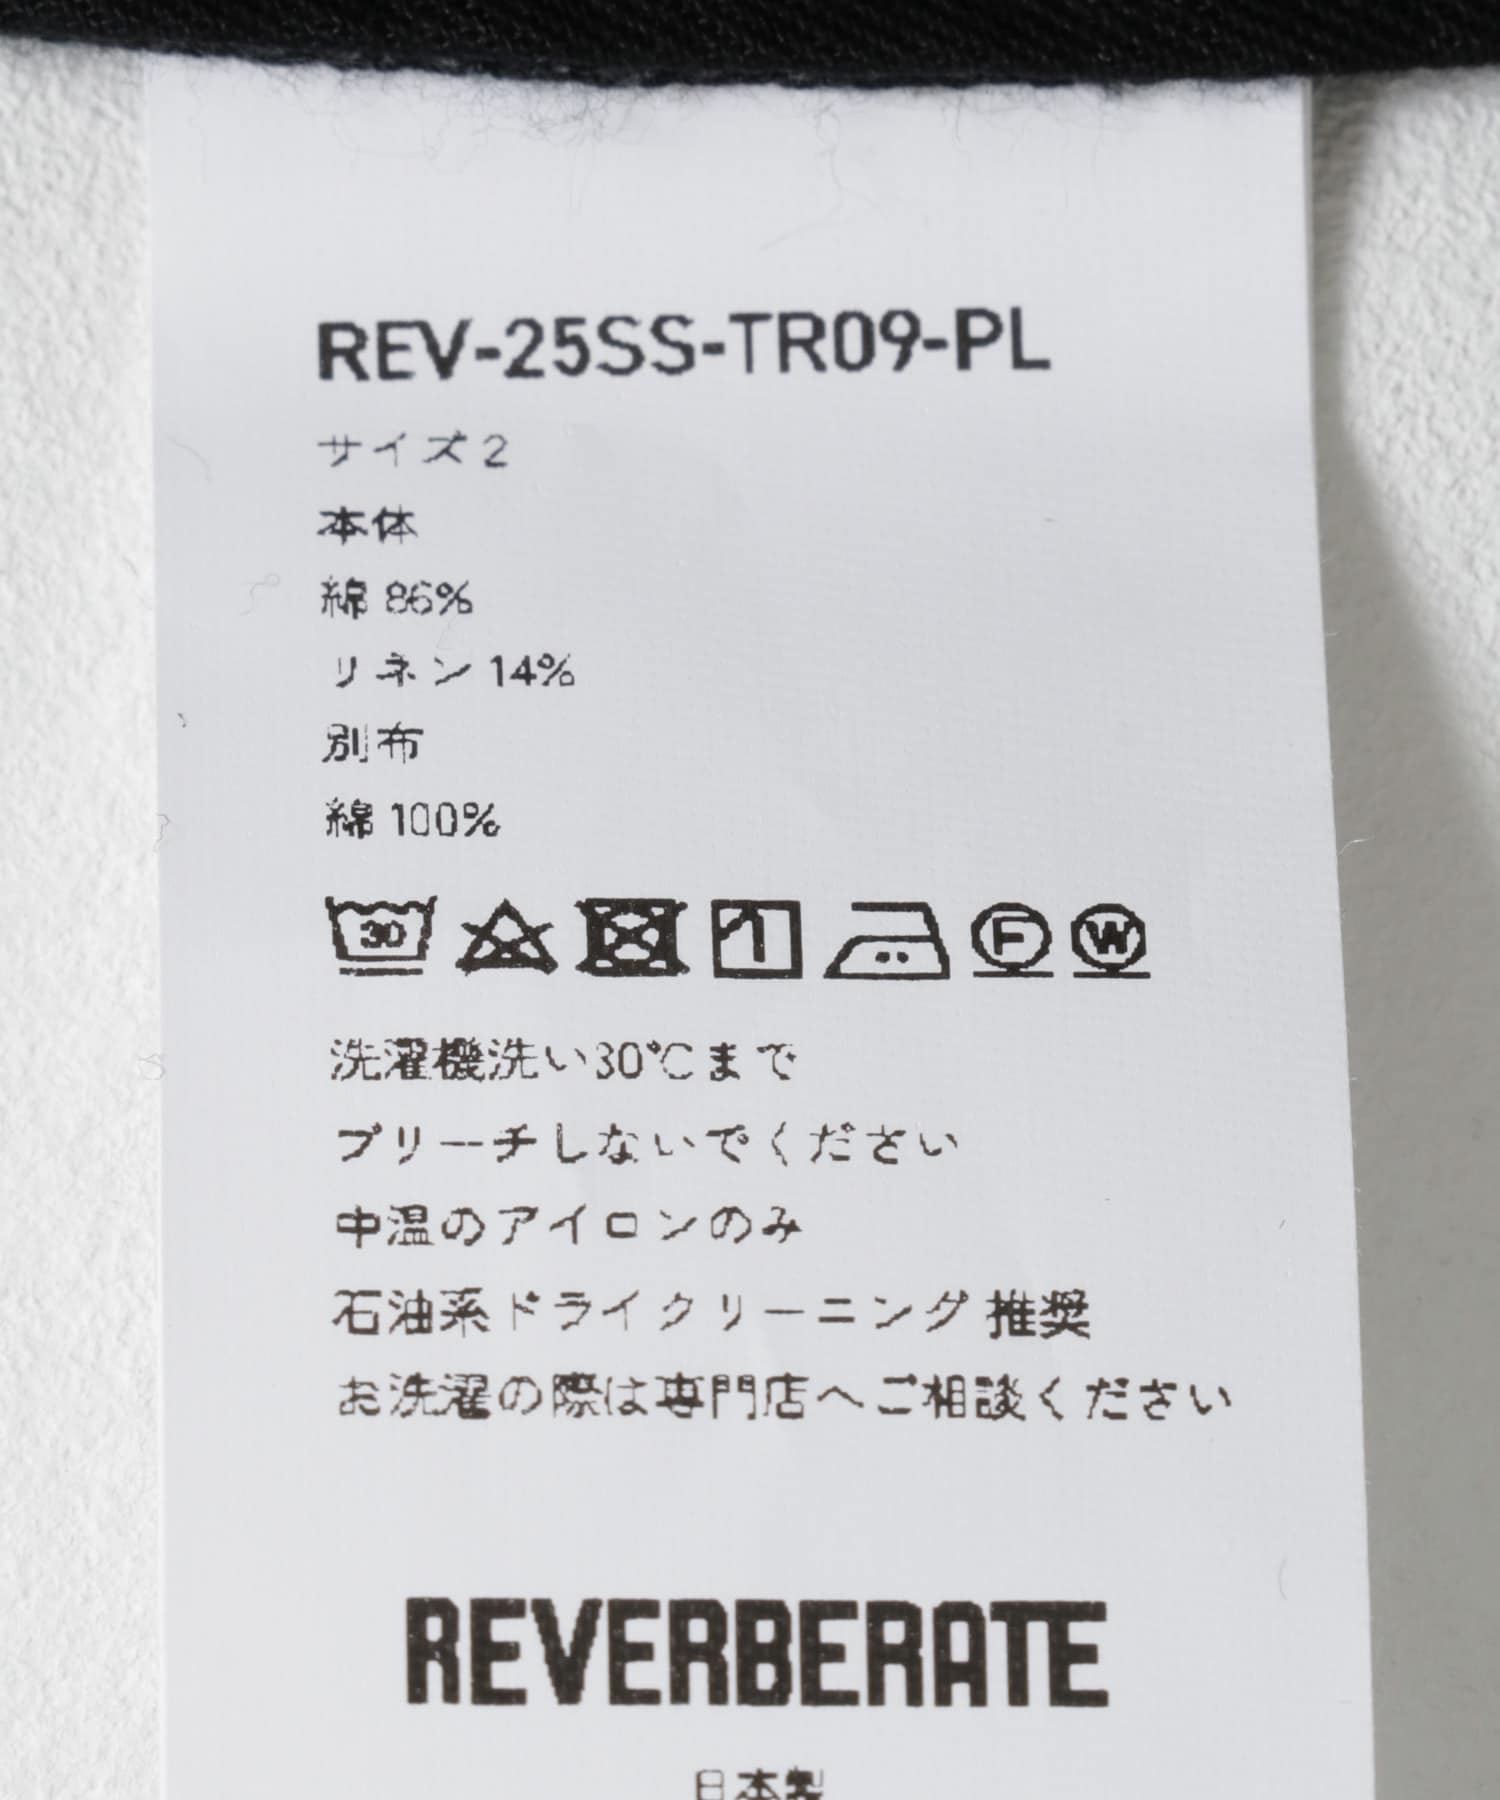 REV-25SS-TR09-PL
サイズ2
本体
綿 86%
リネン 14%
別布
綿 100%
30 F W
洗濯機洗い30℃まで
ブリーチしないでください
中温のアイロンのみ
石油系ドライクリーニング推奨
お洗濯の際は専門店へご相談ください
REVERBERATE
日本製